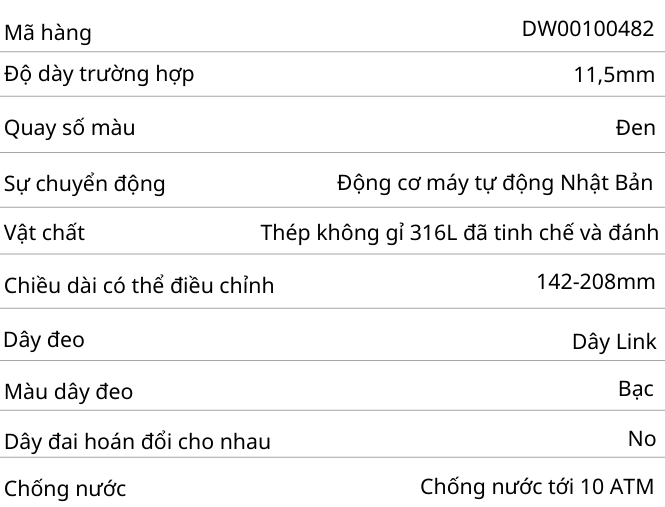 Mã hàng DW00100482
Độ dày trường hợp 11,5mm
Quay số màu Đen
Sự chuyển động Động cơ máy tự động Nhật Bản
Vật chất Thép không gỉ 316L đã tinh chế và đánh
Chiều dài có thể điều chỉnh 142-208mm
Dây đeo Dây Link
Màu dây đeo Bạc
Dây đai hoán đổi cho nhau No
Chống nước Chống nước tới 10 ATM